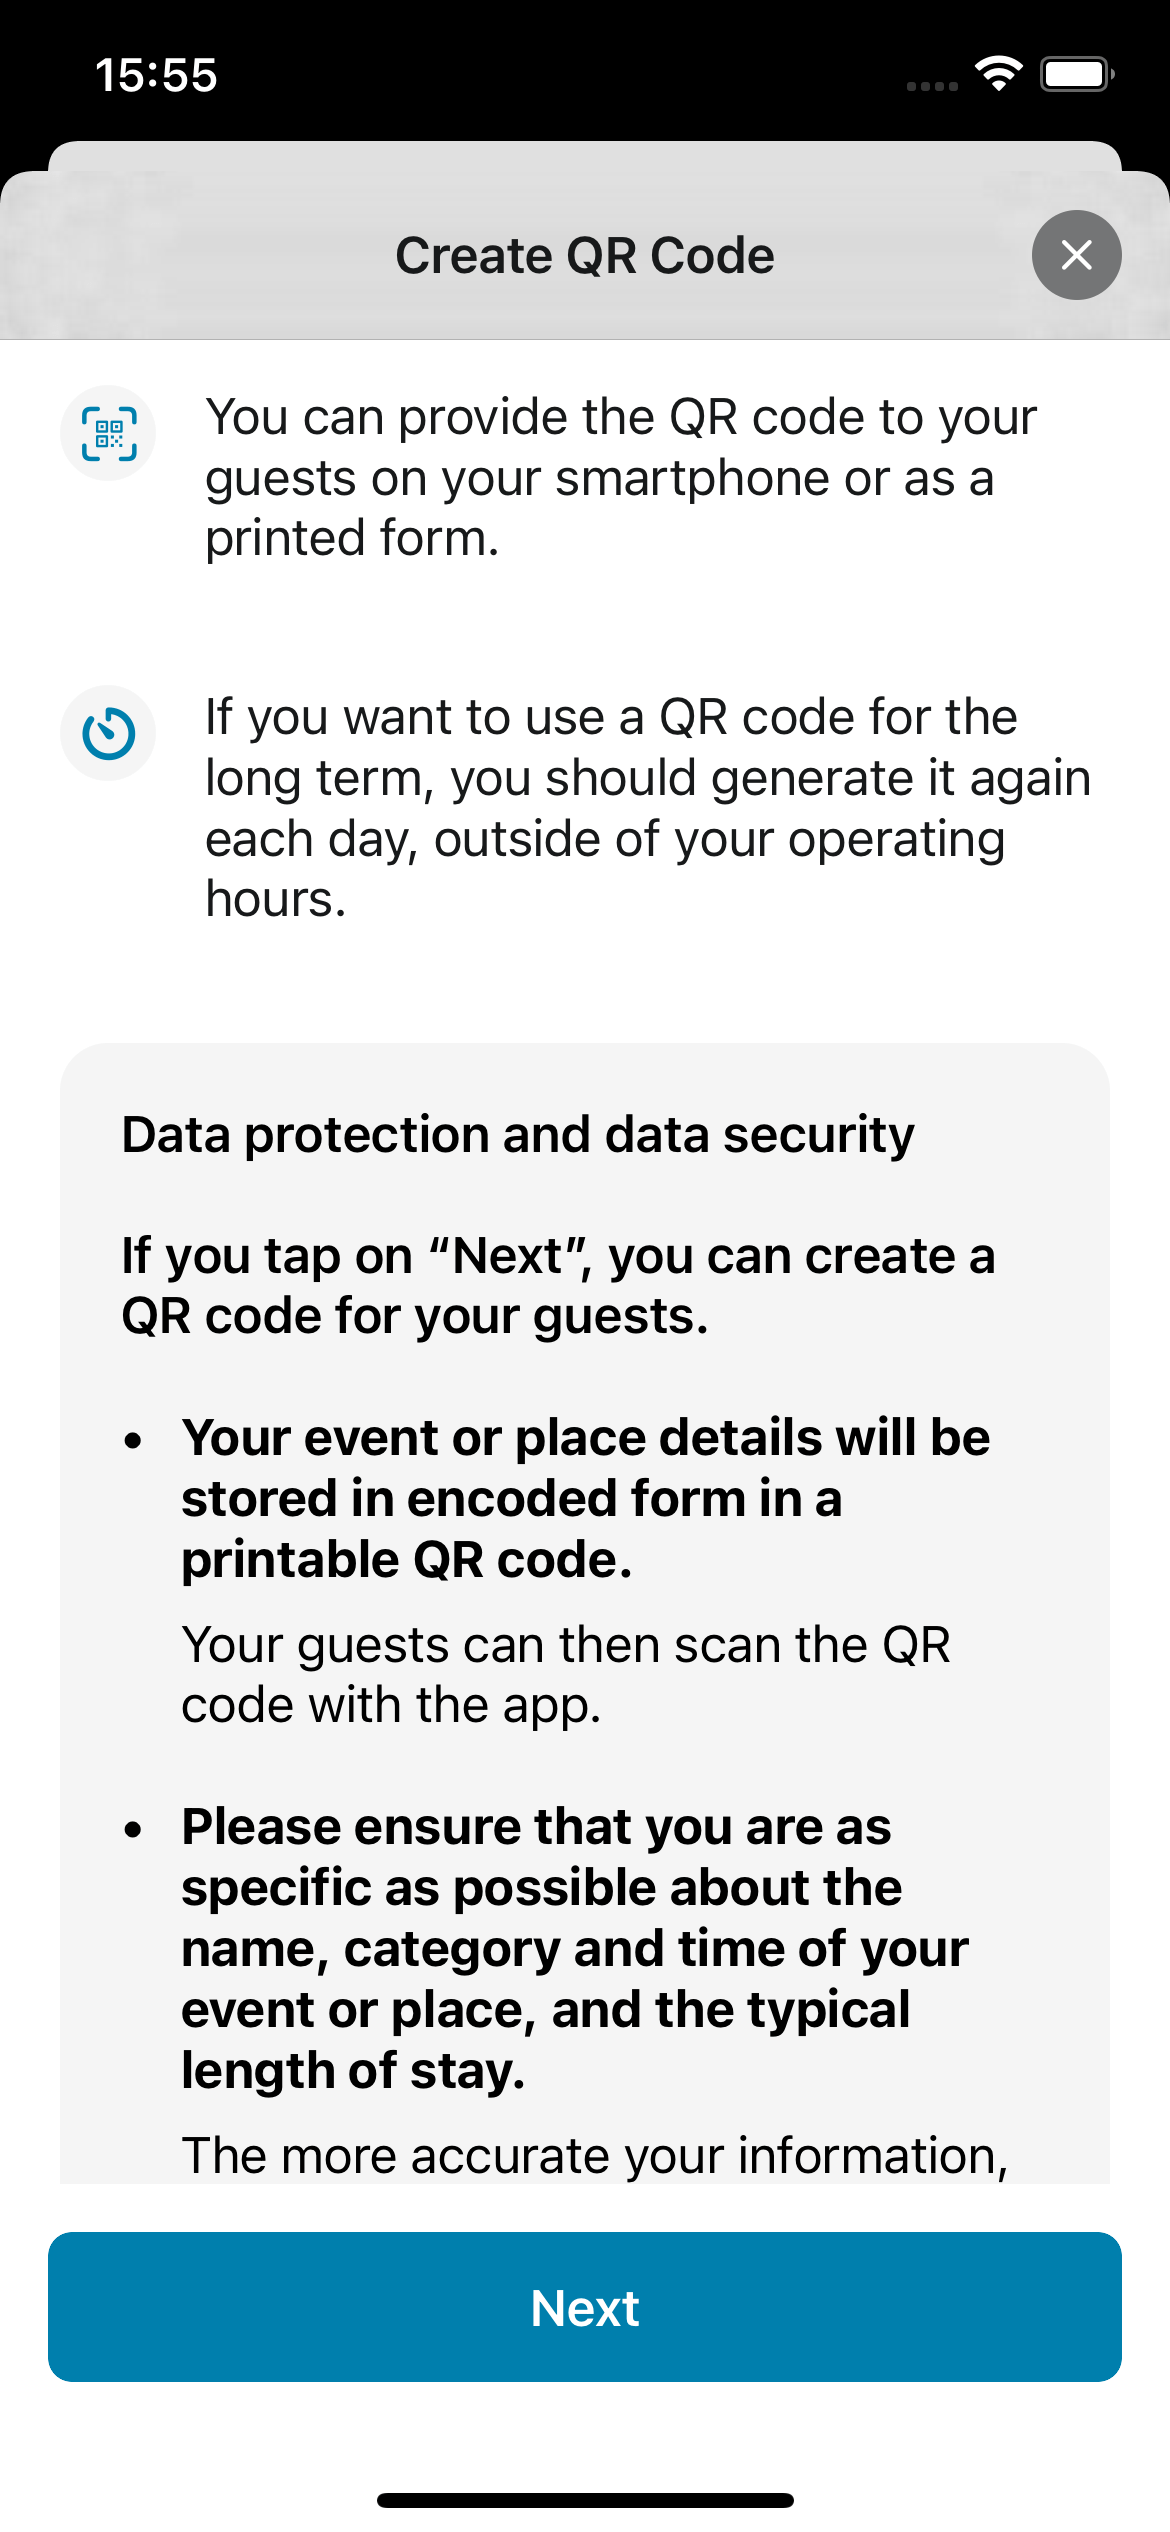 15:55
Create QR Code
You can provide the QR code to your
guests on your smartphone or as a
printed form.
If you want to use a QR code for the
long term, you should generate it again
each day, outside of your operating
hours.
Data protection and data security
If you tap on “Next”, you can create a
QR code for your guests.
• Your event or place details will be
stored in encoded form in a
printable QR code.
Your guests can then scan the QR
code with the app.
• Please ensure that you are as
specific as possible about the
name, category and time of your
event or place, and the typical
length of stay.
The more accurate your information,
Next